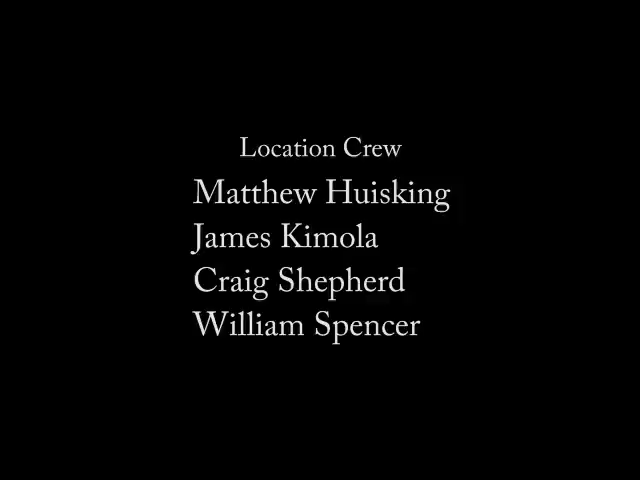 Location Crew
Matthew Huisking
James Kimola
Craig Shepherd
William Spencer